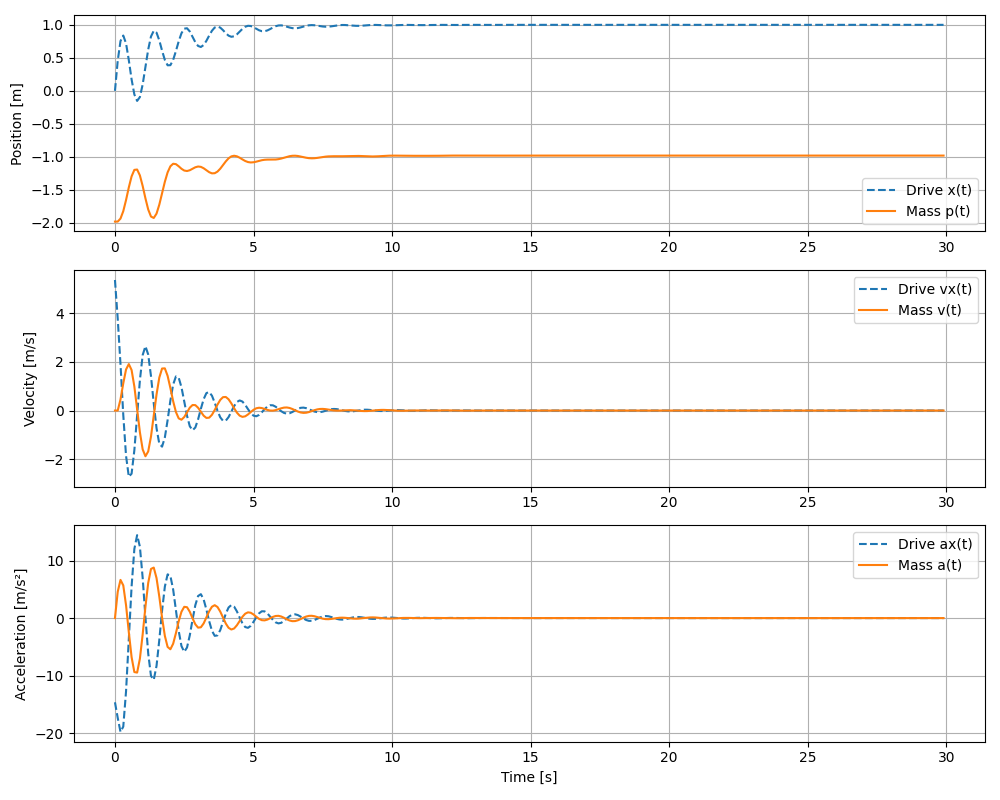 Position [m]
1.0
0.5
0.0
−0.5
−1.0
−1.5
−2.0
Drive x(t)
Mass p(t)
0 5 10 15 20 25 30
Velocity [m/s]
4
2
0
−2
Drive vx(t)
Mass v(t)
0 5 10 15 20 25 30
Acceleration [m/s²]
10
0
−10
−20
Drive ax(t)
Mass a(t)
0 5 10 15 20 25 30
Time [s]